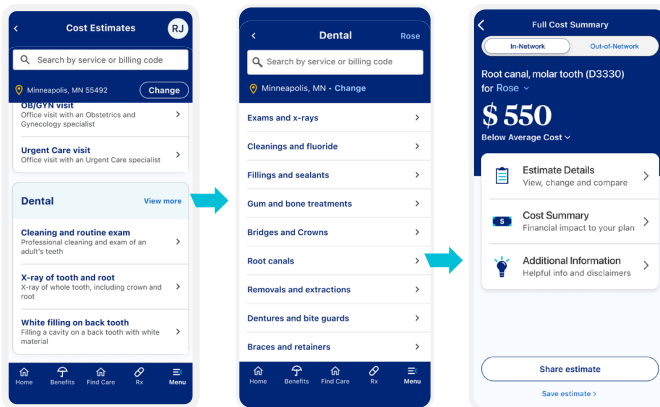 Cost Estimates
RJ
Search by service or billing code
Minneapolis, MN 55492
Change
OB/GYN visit
Office visit with an Obstetrics and
Gynecology specialist
Urgent Care visit
Office visit with an Urgent Care specialist
Dental
View more
Cleaning and routine exam
Professional cleaning and exam of an
adult's teeth
X-ray of tooth and root
X-ray of whole tooth, including crown and
root
White filling on back tooth
Filling a cavity on a back tooth with white
material
Home
Benefits
Find Care
Rx
Menu
Dental
Rose
Search by service or billing code
Minneapolis, MN • Change
Exams and x-rays
Cleanings and fluoride
Fillings and sealants
Gum and bone treatments
Bridges and Crowns
Root canals
Removals and extractions
Dentures and bite guards
Braces and retainers
Home
Benefits
Find Care
Rx
Menu
Full Cost Summary
In-Network
Out-of-Network
Root canal, molar tooth (D3330)
for Rose
$550
Below Average Cost
Estimate Details
View, change and compare
$
Cost Summary
Financial impact to your plan
Additional Information
Helpful info and disclaimers
Share estimate
Save estimate >